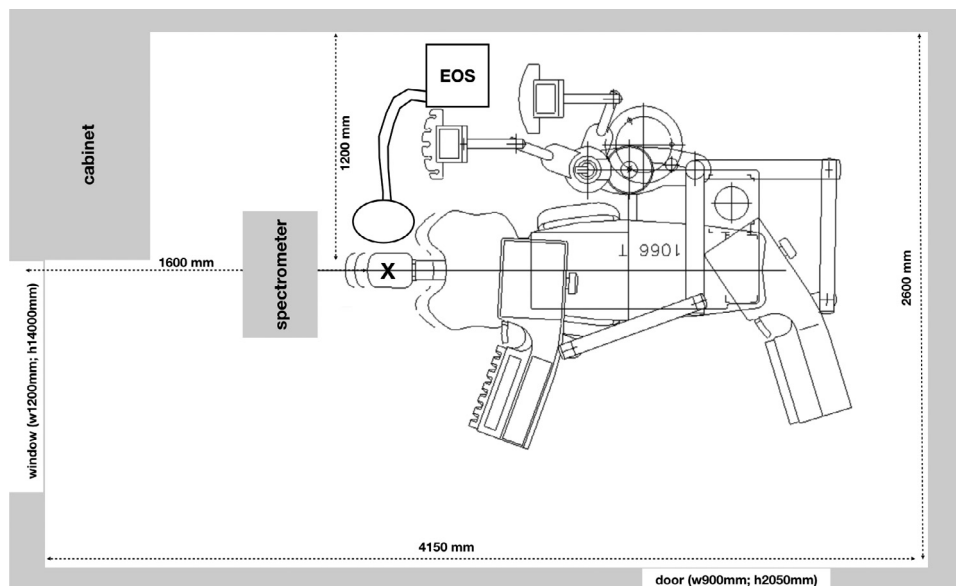 EOS
cabinet
1200 mm
1600 mm
spectrometer
X
1066 T
2600 mm
window (w1200mm; h14000mm)
4150 mm
door (w900mm; h2050mm)